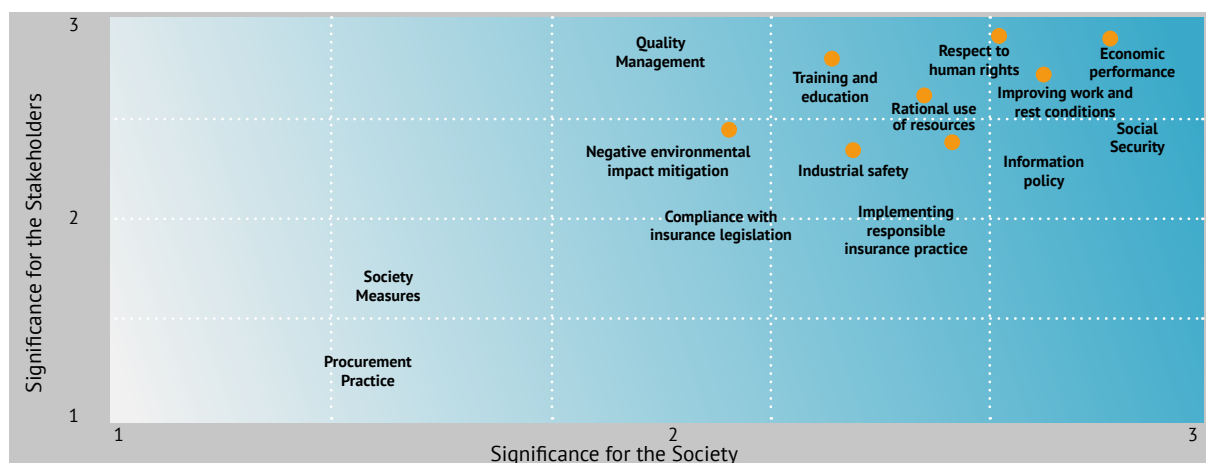 3
Significance for the Stakeholders
2
1
Quality
Management
Training and
education
Respect to
human rights
Economic
performance
Improving work and
rest conditions
Rational use
of resources
Social
Security
Negative environmental
impact mitigation
Industrial safety
Information
policy
Compliance with
insurance legislation
Implementing
responsible
insurance practice
Society
Measures
Procurement
Practice
1
2
3
Significance for the Society